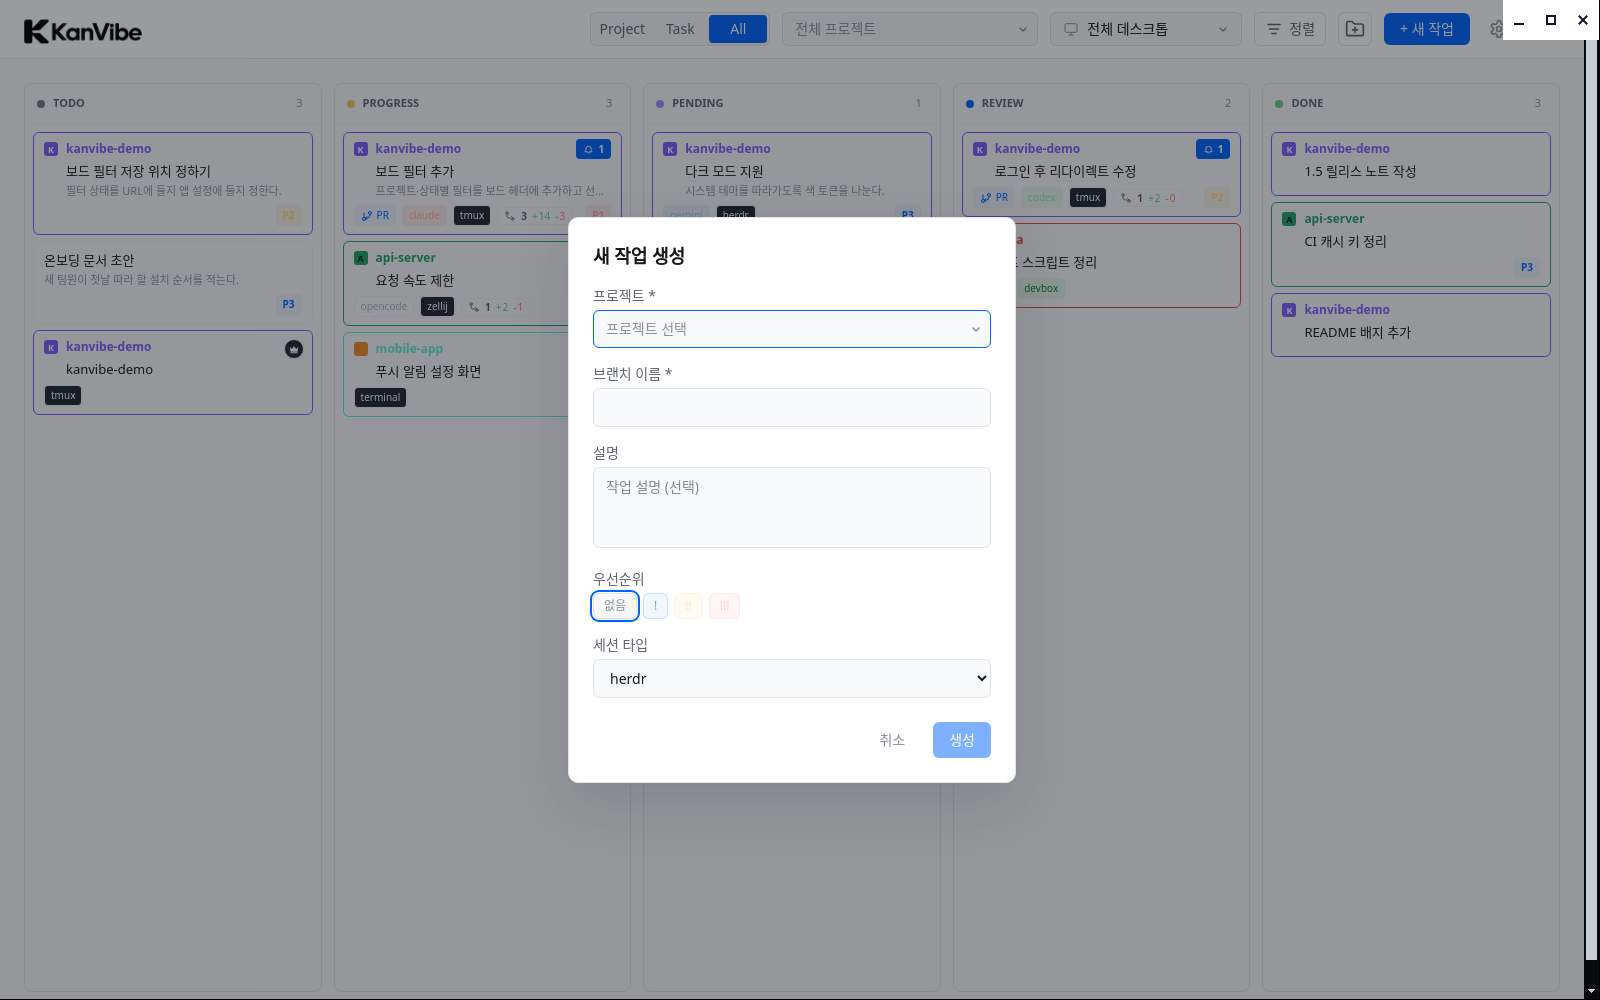 KanVibe
Project Task All
전체 프로젝트
전체 데스크톱
정렬
+ 새 작업
TODO 3
K kanvibe-demo
보드 필터 저장 위치 정하기
필터 상태를 URL에 둘지 앱 설정에 둘지 정한다.
P2
온보딩 문서 초안
새 팀원이 첫날 따라 할 설치 순서를 적는다.
P3
K kanvibe-demo
kanvibe-demo
tmux
PROGRESS 3
K kanvibe-demo 1
보드 필터 추가
프로젝트·상태별 필터를 보드 헤더에 추가하고 선...
PR claude tmux 3 +14 -3 P1
A api-server
요청 속도 제한
opencode zellij 1 +2 -1
mobile-app
푸시 알림 설정 화면
terminal
PENDING 1
K kanvibe-demo
다크 모드 지원
시스템 테마를 따라가도록 색 토큰을 나눈다.
gemini herdr P3
REVIEW 2
K kanvibe-demo 1
로그인 후 리다이렉트 수정
PR codex tmux 1 +2 -0 P2
스크립트 정리
devbox
DONE 3
K kanvibe-demo
1.5 릴리스 노트 작성
A api-server
CI 캐시 키 정리
P3
K kanvibe-demo
README 배지 추가
새 작업 생성
프로젝트 *
프로젝트 선택
브랜치 이름 *
설명
작업 설명 (선택)
우선순위
없음 ! !! !!!
세션 타입
herdr
취소 생성